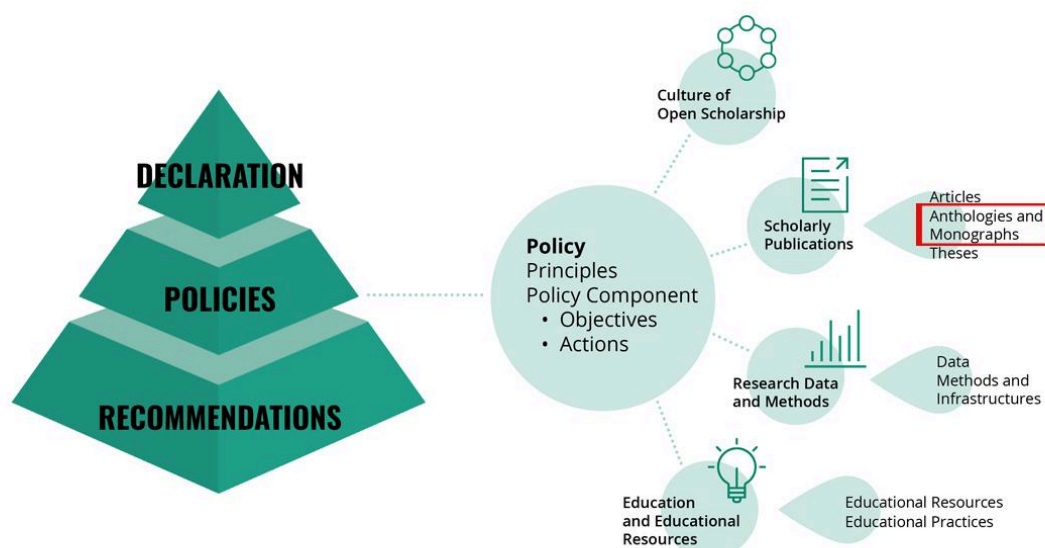 DECLARATION
POLICIES
RECOMMENDATIONS
Policy
Principles
Policy Component
• Objectives
• Actions
Culture of
Open Scholarship
Scholarly
Publications
Articles
Anthologies and
Monographs
Theses
Research Data
and Methods
Data
Methods and
Infrastructures
Education
and Educational
Resources
Educational Resources
Educational Practices